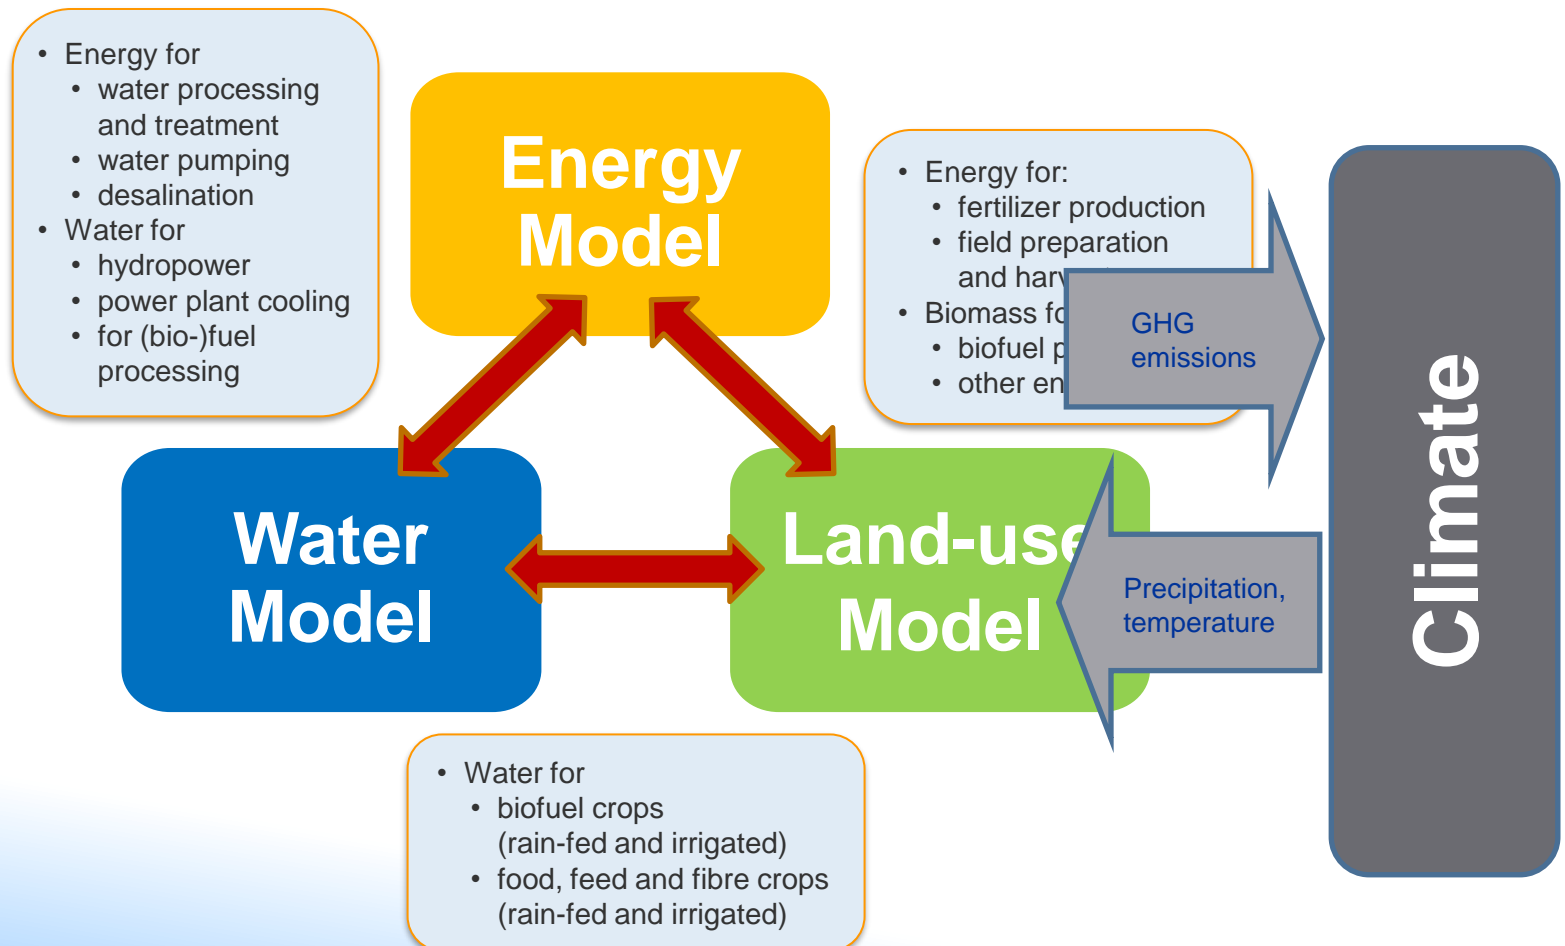 • Energy for
• water processing
and treatment
• water pumping
• desalination
• Water for
• hydropower
• power plant cooling
• for (bio-)fuel
processing
Energy
Model
• Energy for:
• fertilizer production
• field preparation
and
• Biomass
• biofuel
• other
GHG
emissions
Climate
Water
Model
Land-use
Model
Precipitation,
temperature
• Water for
• biofuel crops
(rain-fed and irrigated)
• food, feed and fibre crops
(rain-fed and irrigated)